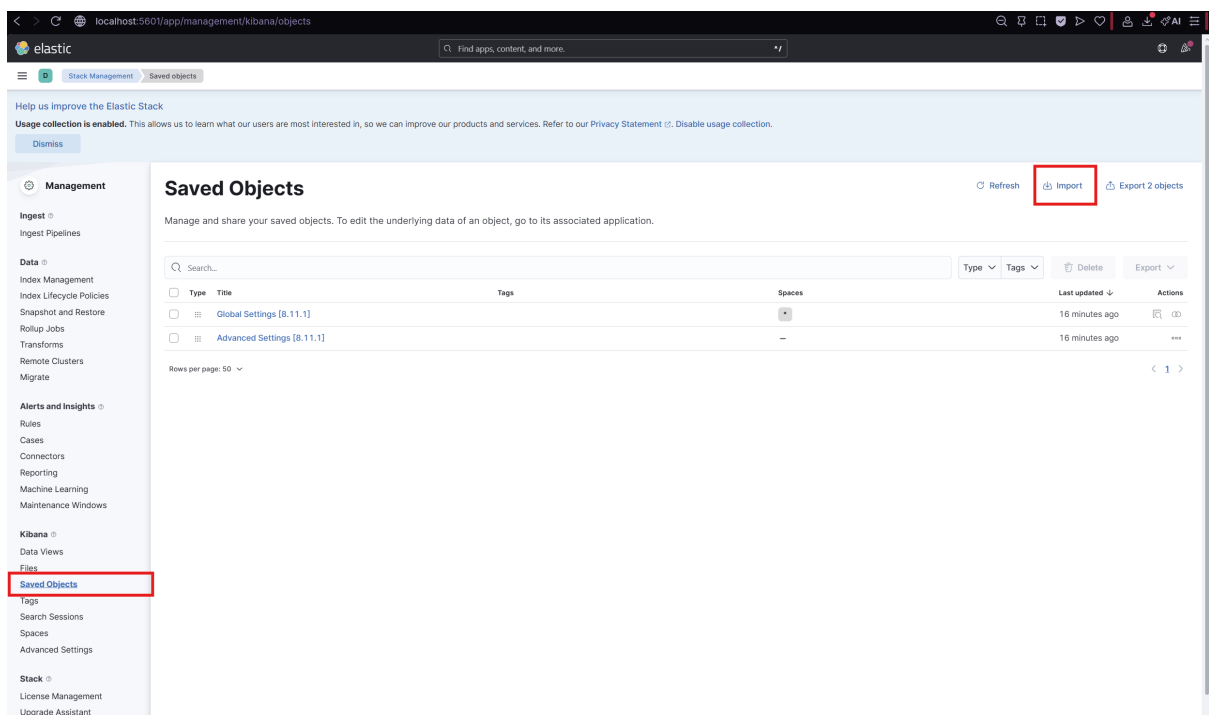 localhost:5601/app/management/kibana/objects
AI
elastic
Find apps, content, and more.
^/
D Stack Management Saved objects
Help us improve the Elastic Stack
Usage collection is enabled. This allows us to learn what our users are most interested in, so we can improve our products and services. Refer to our Privacy Statement. Disable usage collection.
Dismiss
Management
Ingest
Ingest Pipelines
Data
Index Management
Index Lifecycle Policies
Snapshot and Restore
Rollup Jobs
Transforms
Remote Clusters
Migrate
Alerts and Insights
Rules
Cases
Connectors
Reporting
Machine Learning
Maintenance Windows
Kibana
Data Views
Files
Saved Objects
Tags
Search Sessions
Spaces
Advanced Settings
Stack
License Management
Upgrade Assistant
Saved Objects
Refresh Import Export 2 objects
Manage and share your saved objects. To edit the underlying data of an object, go to its associated application.
Search...
Type Tags Delete Export
Type Title Tags Spaces Last updated Actions
Global Settings [8.11.1] * 16 minutes ago
Advanced Settings [8.11.1] – 16 minutes ago
Rows per page: 50
1